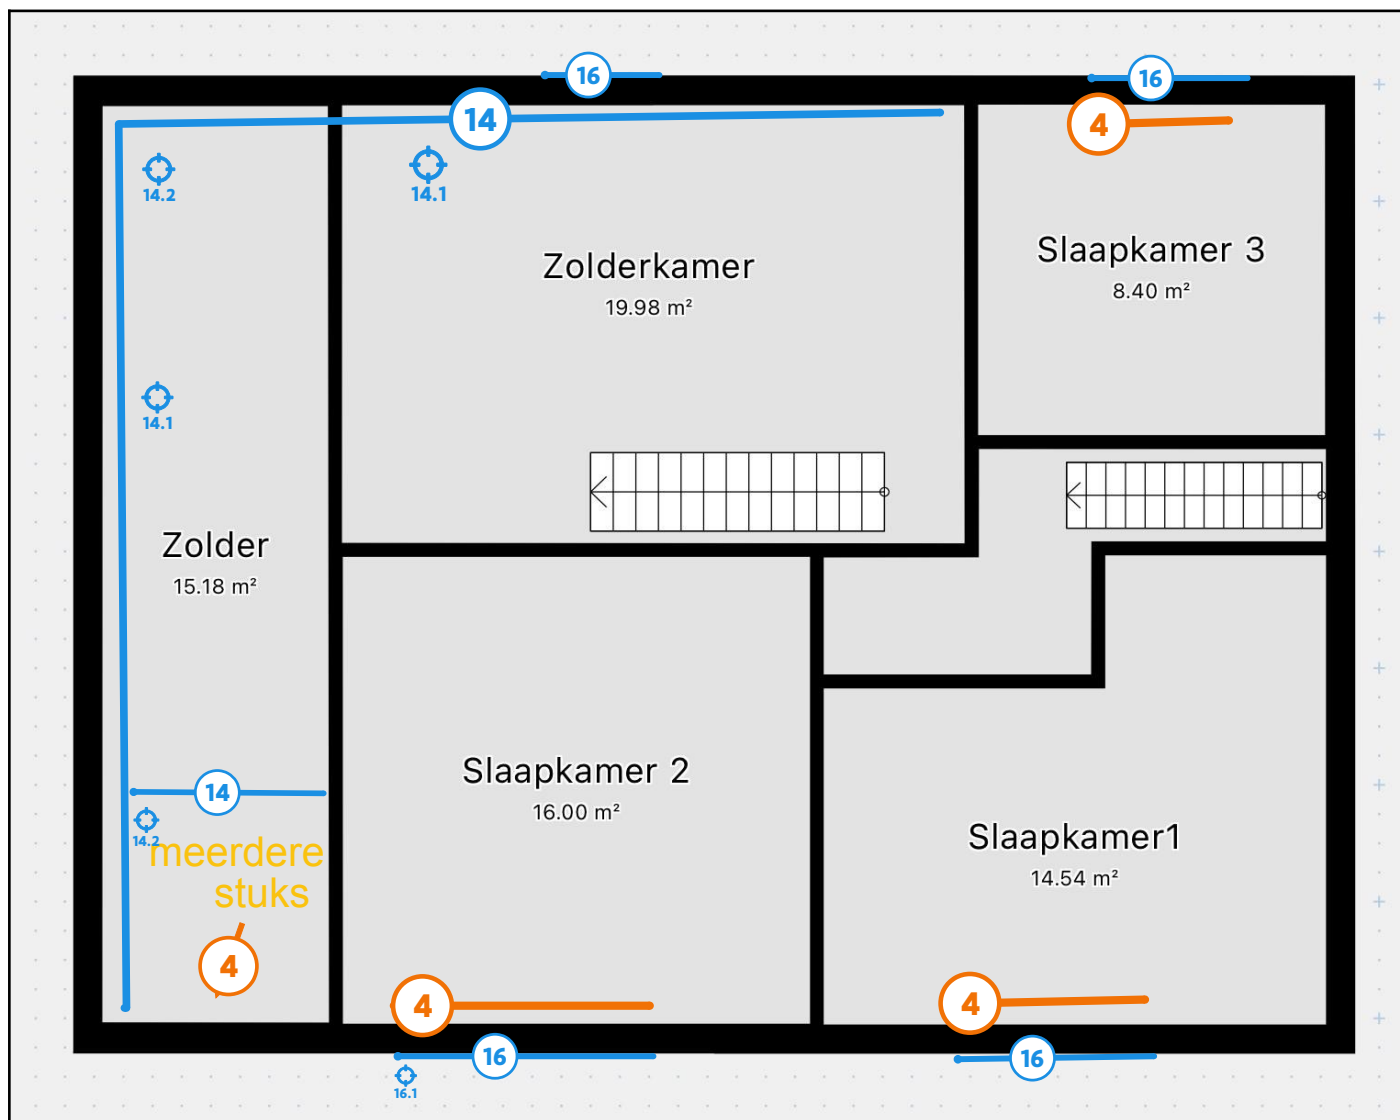 16
16
14
4
14.2
14.1
Slaapkamer 3
8.40 m²
Zolderkamer
19.98 m²
14.1
Zolder
15.18 m²
14
14.2
meerdere
stuks
4
Slaapkamer 2
16.00 m²
Slaapkamer1
14.54 m²
4
4
16
16
16.1